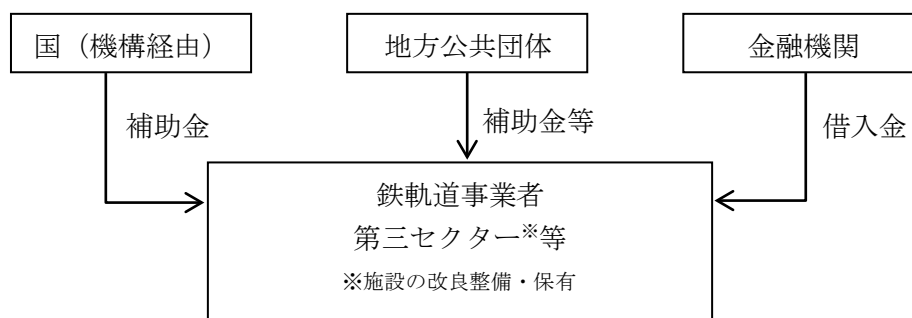 国（機構経由）
地方公共団体
金融機関
補助金
補助金等
借入金
鉄軌道事業者
第三セクター※等
※施設の改良整備・保有